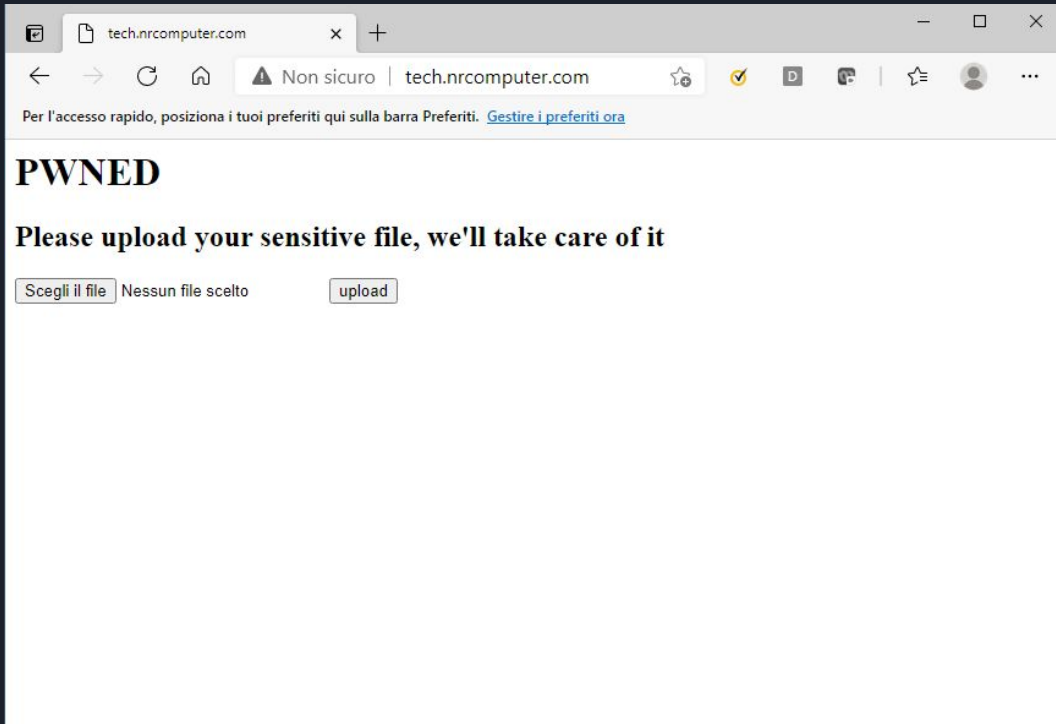 tech.nrcomputer.com
Non sicuro | tech.nrcomputer.com
Per l'accesso rapido, posiziona i tuoi preferiti qui sulla barra Preferiti. Gestire i preferiti ora
PWNED
Please upload your sensitive file, we'll take care of it
Scegli il file Nessun file scelto upload